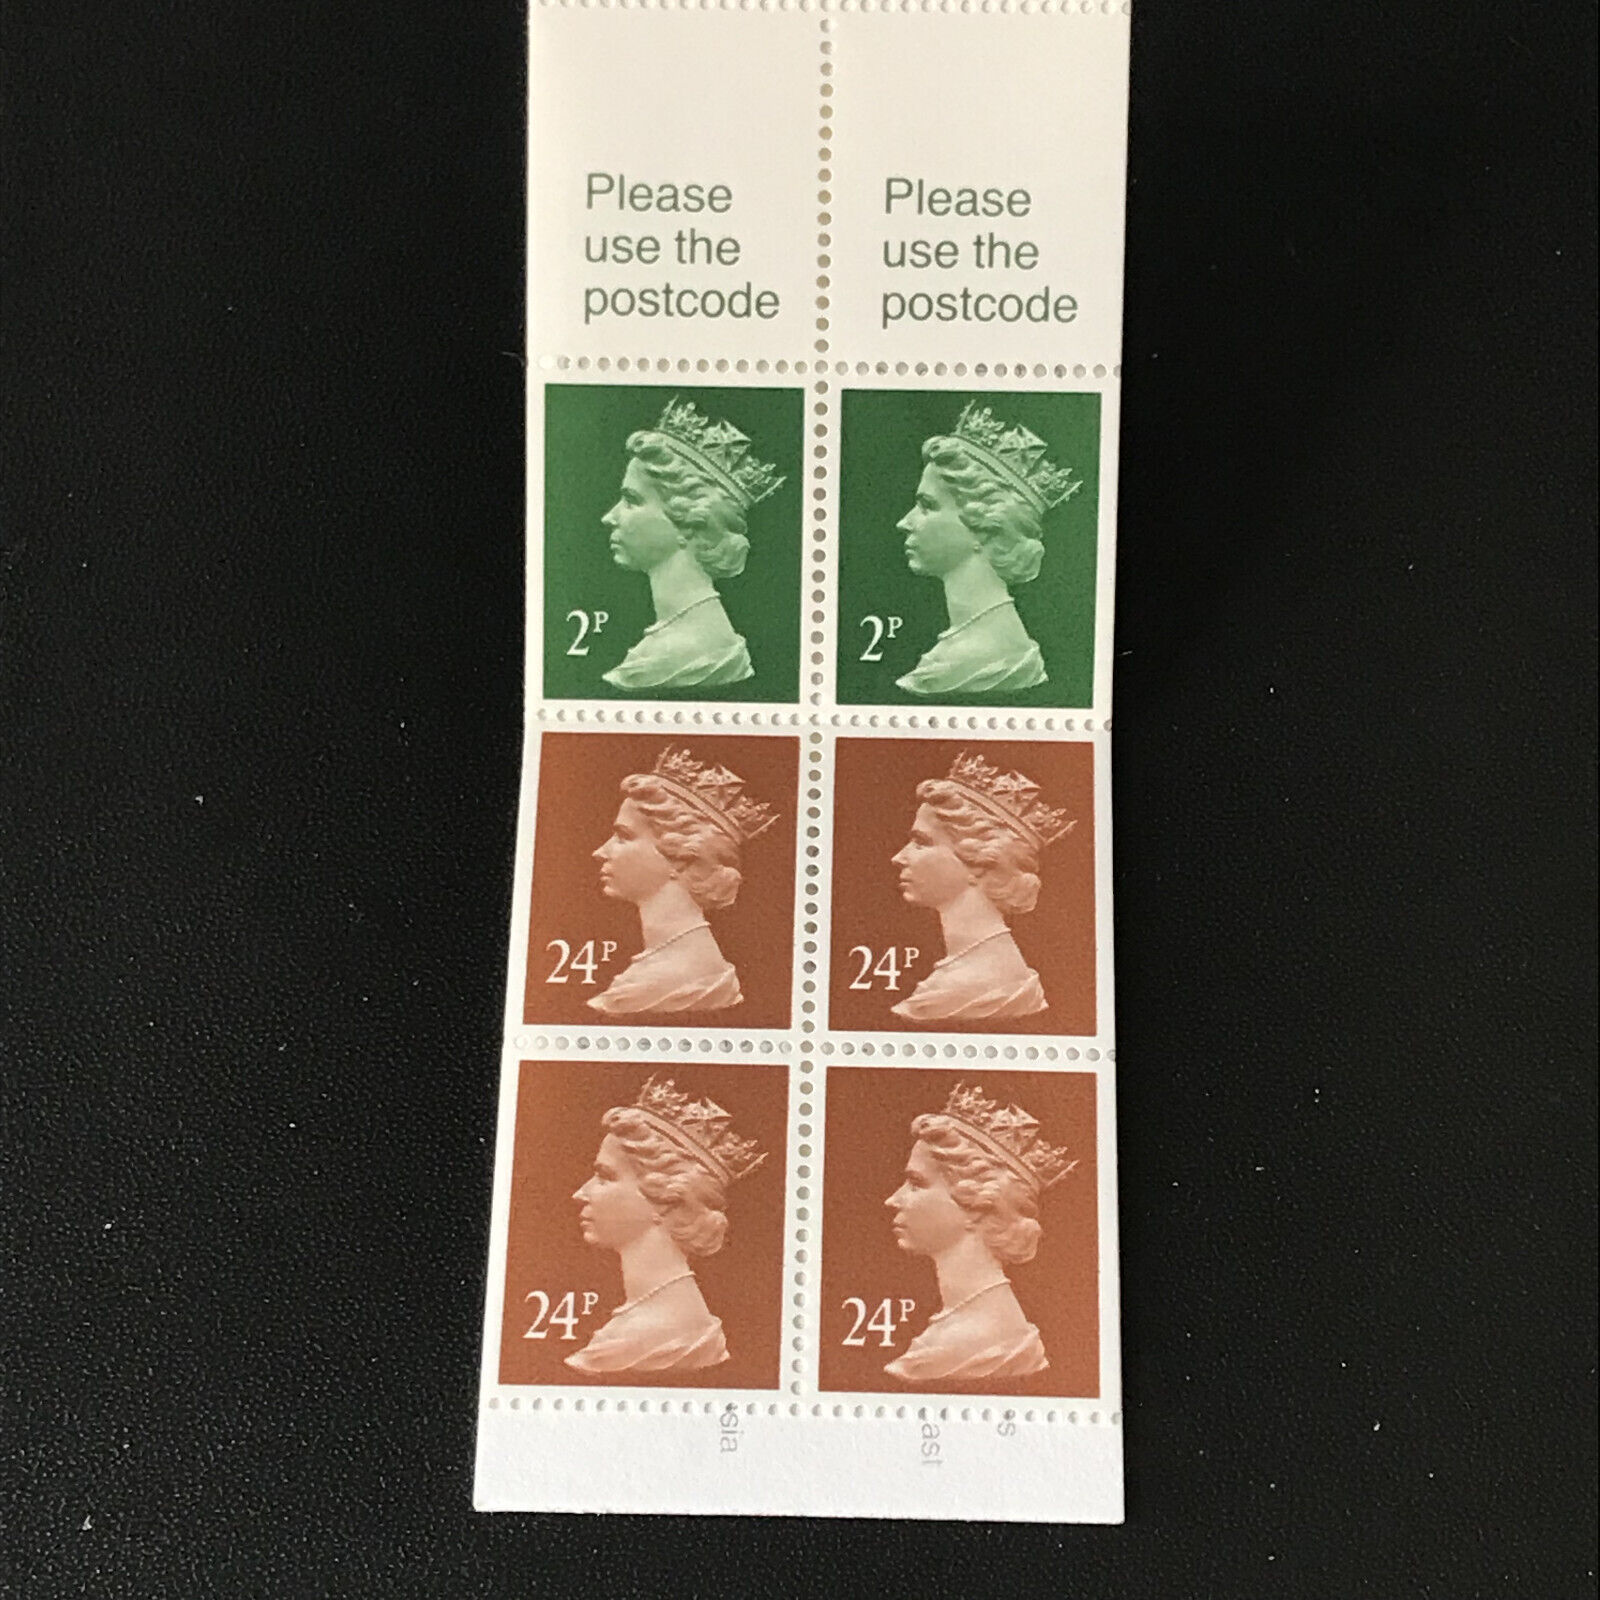 Please
use the
postcode
Please
use the
postcode
2P
2P
24P
24P
24P
24P